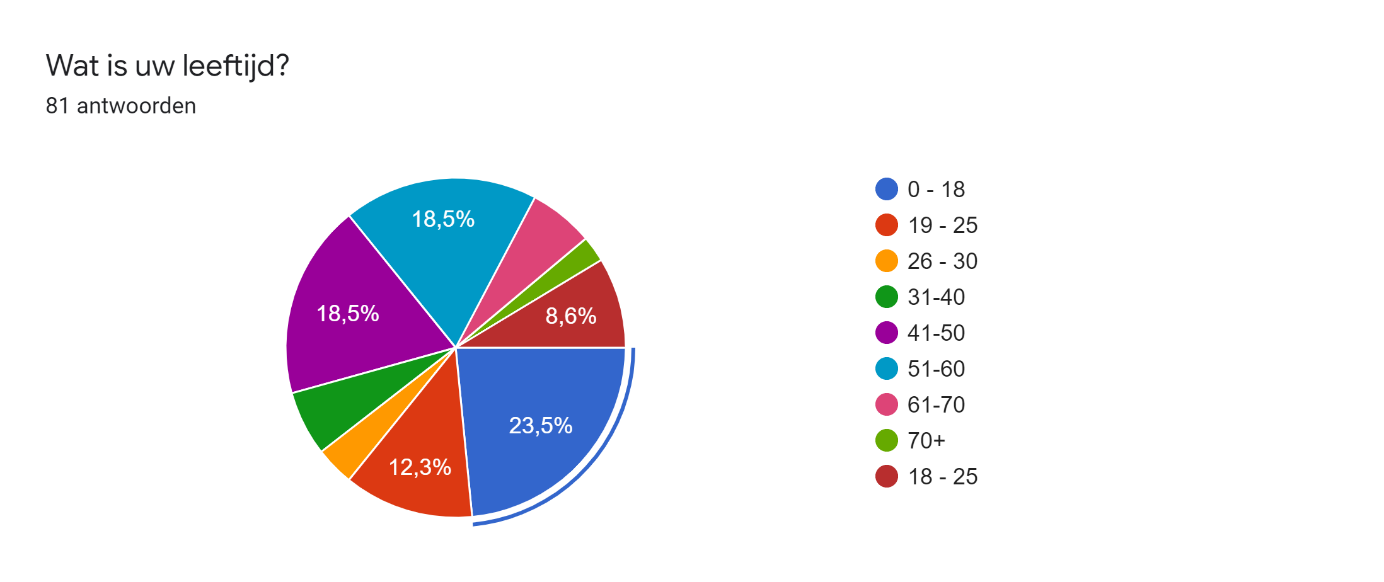 Wat is uw leeftijd?
81 antwoorden
18,5%
18,5%
8,6%
23,5%
12,3%
0 - 18
19 - 25
26 - 30
31-40
41-50
51-60
61-70
70+
18 - 25